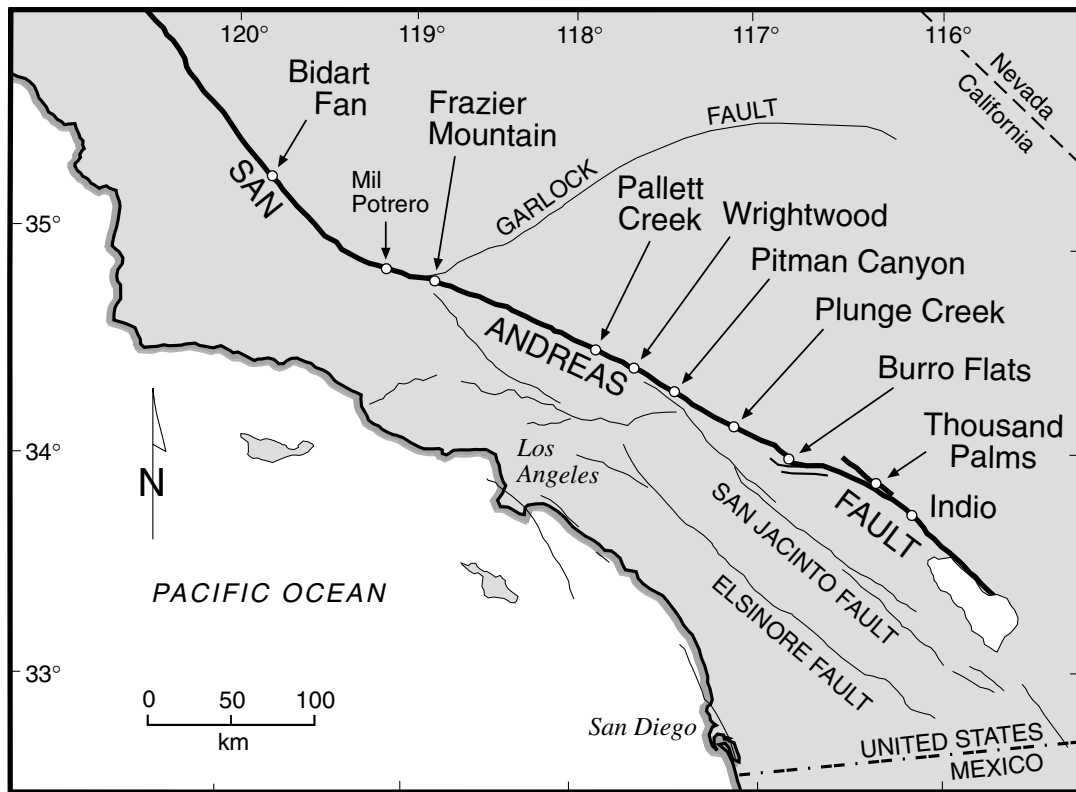 120°
119°
118°
117°
116°
Nevada
California
Bidart
Fan
Frazier
Mountain
FAULT
GARLOCK
Mil
Potrero
SAN
Pallett
Creek
Wrightwood
35°
Pitman Canyon
Plunge Creek
ANDREAS
Burro Flats
Thousand
Palms
34°
N
Los
Angeles
Indio
FAULT
SAN JACINTO FAULT
PACIFIC OCEAN
ELSINORE FAULT
33°
0 50 100
km
San Diego
UNITED STATES
MEXICO